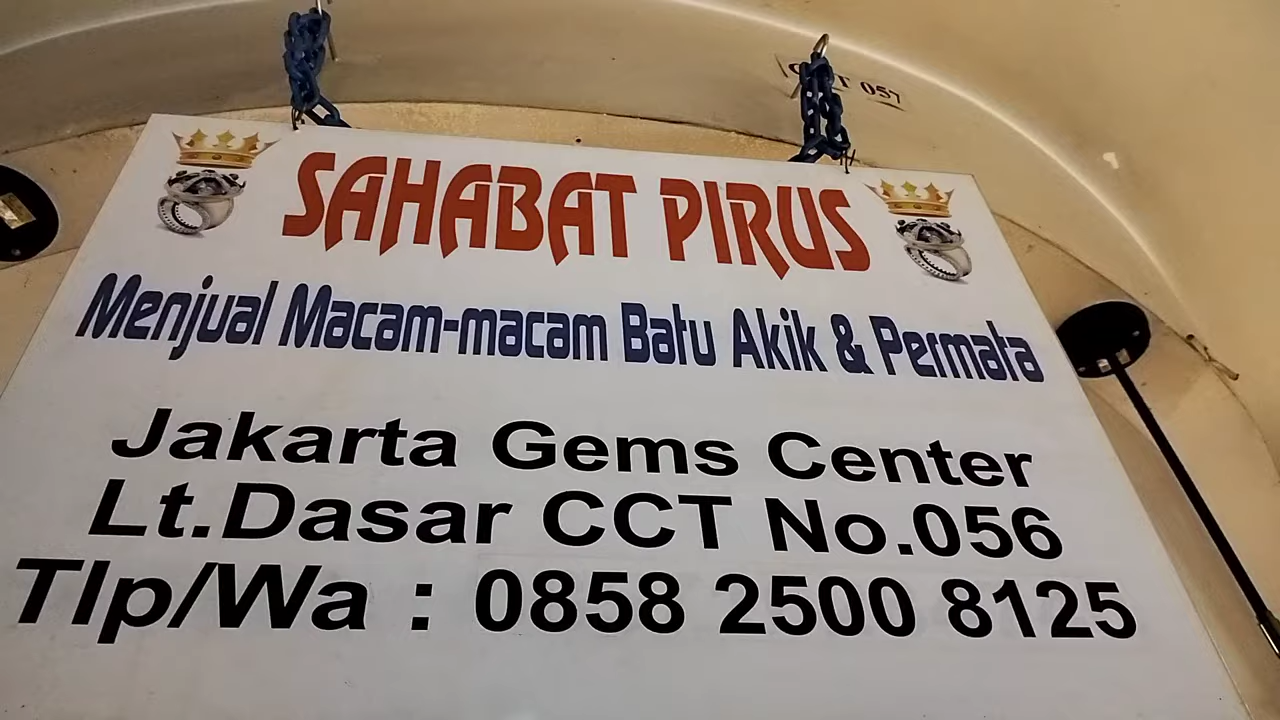 SAHABAT PIRUS
Menjual Macam-macam Batu Akik & Permata
Jakarta Gems Center
Lt.Dasar CCT No.056
Tlp/Wa : 0858 2500 8125
057